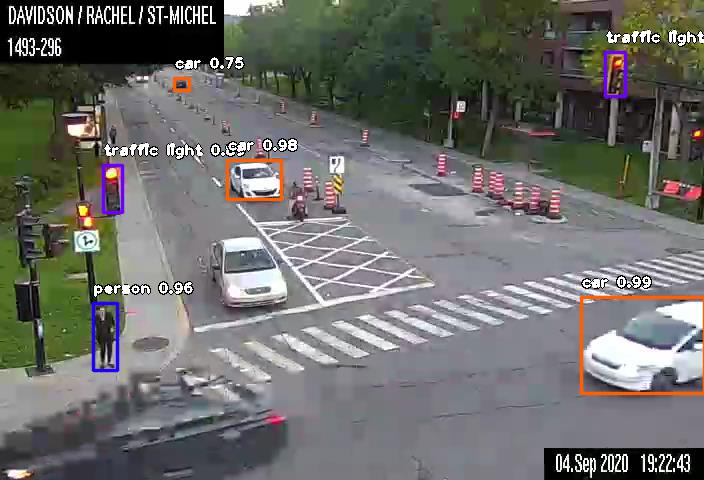 DAVIDSON / RACHEL / ST-MICHEL
1493-296
car 0.75
traffic light
traffic light 0.
car 0.98
person 0.96
car 0.99
04.Sep 2020 19:22:43